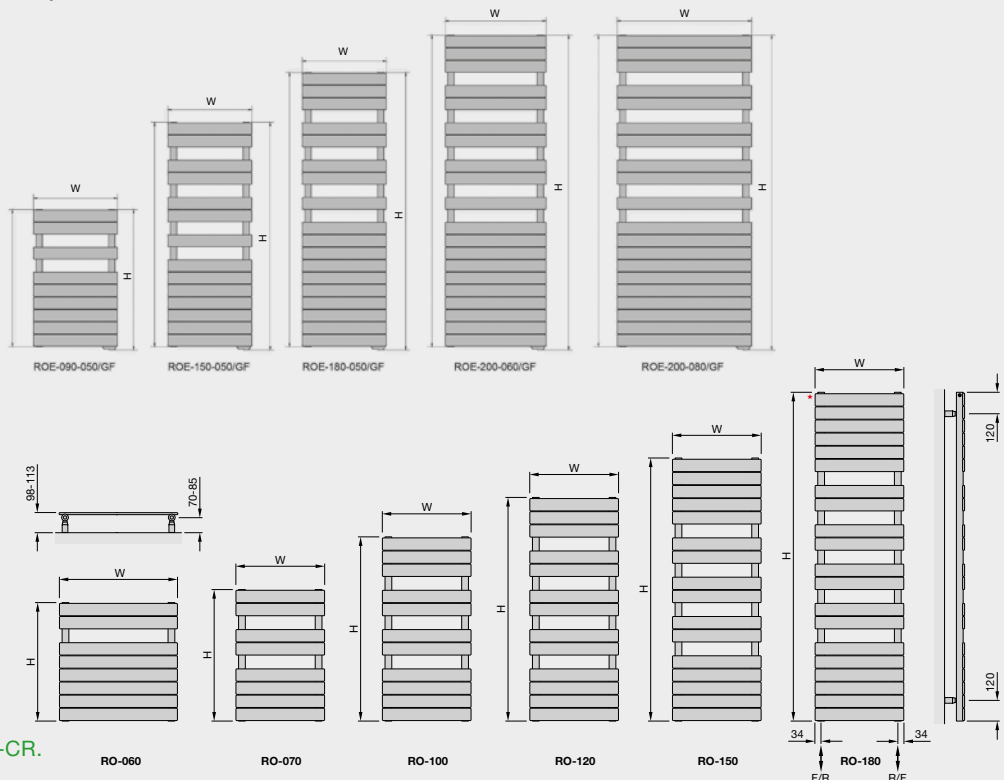 W
W
W
W
W
H
H
H
H
H
ROE-090-050/GF
ROE-150-050/GF
ROE-180-050/GF
ROE-200-060/GF
ROE-200-080/GF
98-113
70-85
W
W
W
W
W
W
H
H
H
H
H
H
*
120
120
34
34
F/R
R/F
-CR.
RO-060
RO-070
RO-100
RO-120
RO-150
RO-180